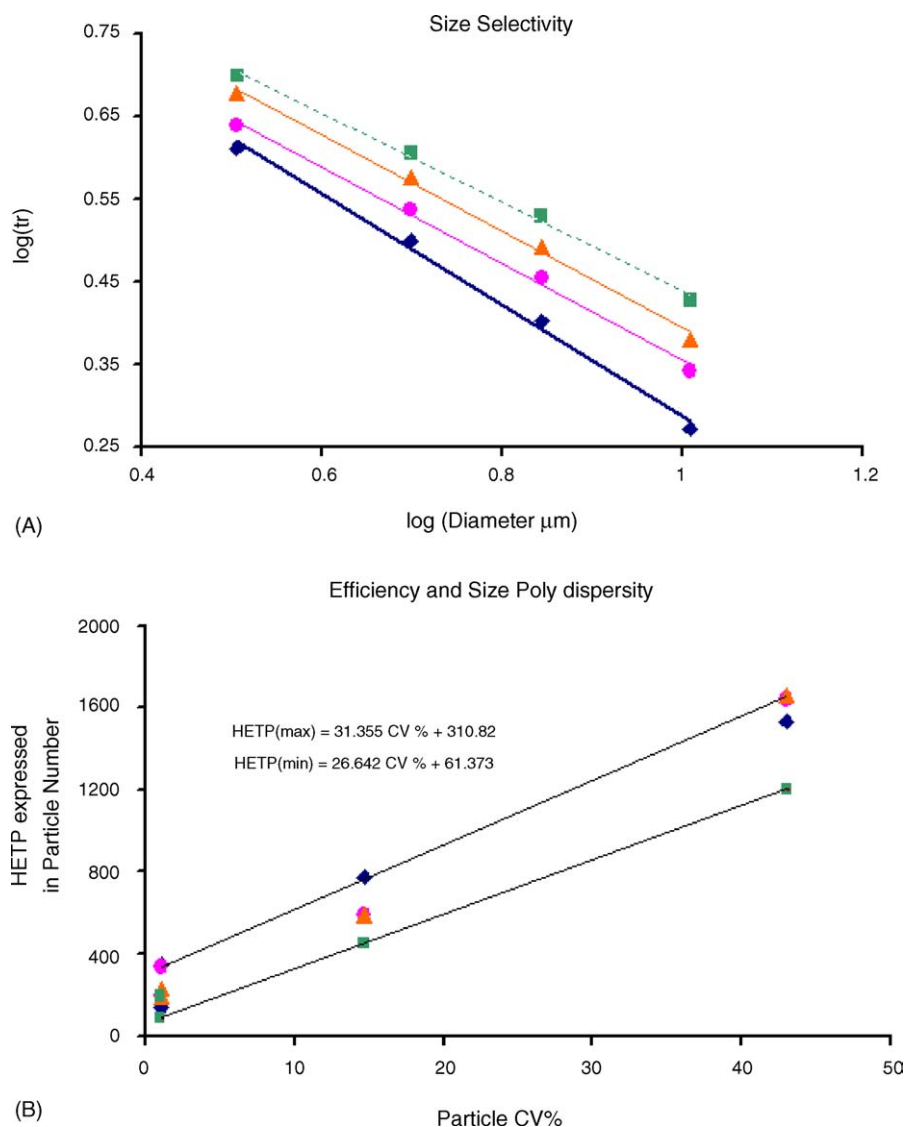 Size Selectivity
0.75
0.65
0.55
0.45
0.35
0.25
log(tr)
0.4
0.6
0.8
1
1.2
log (Diameter μm)
(A)
Efficiency and Size Poly dispersity
2000
1600
1200
800
400
0
HETP expressed
in Particle Number
HETP(max) = 31.355 CV % + 310.82
HETP(min) = 26.642 CV % + 61.373
0
10
20
30
40
50
Particle CV%
(B)